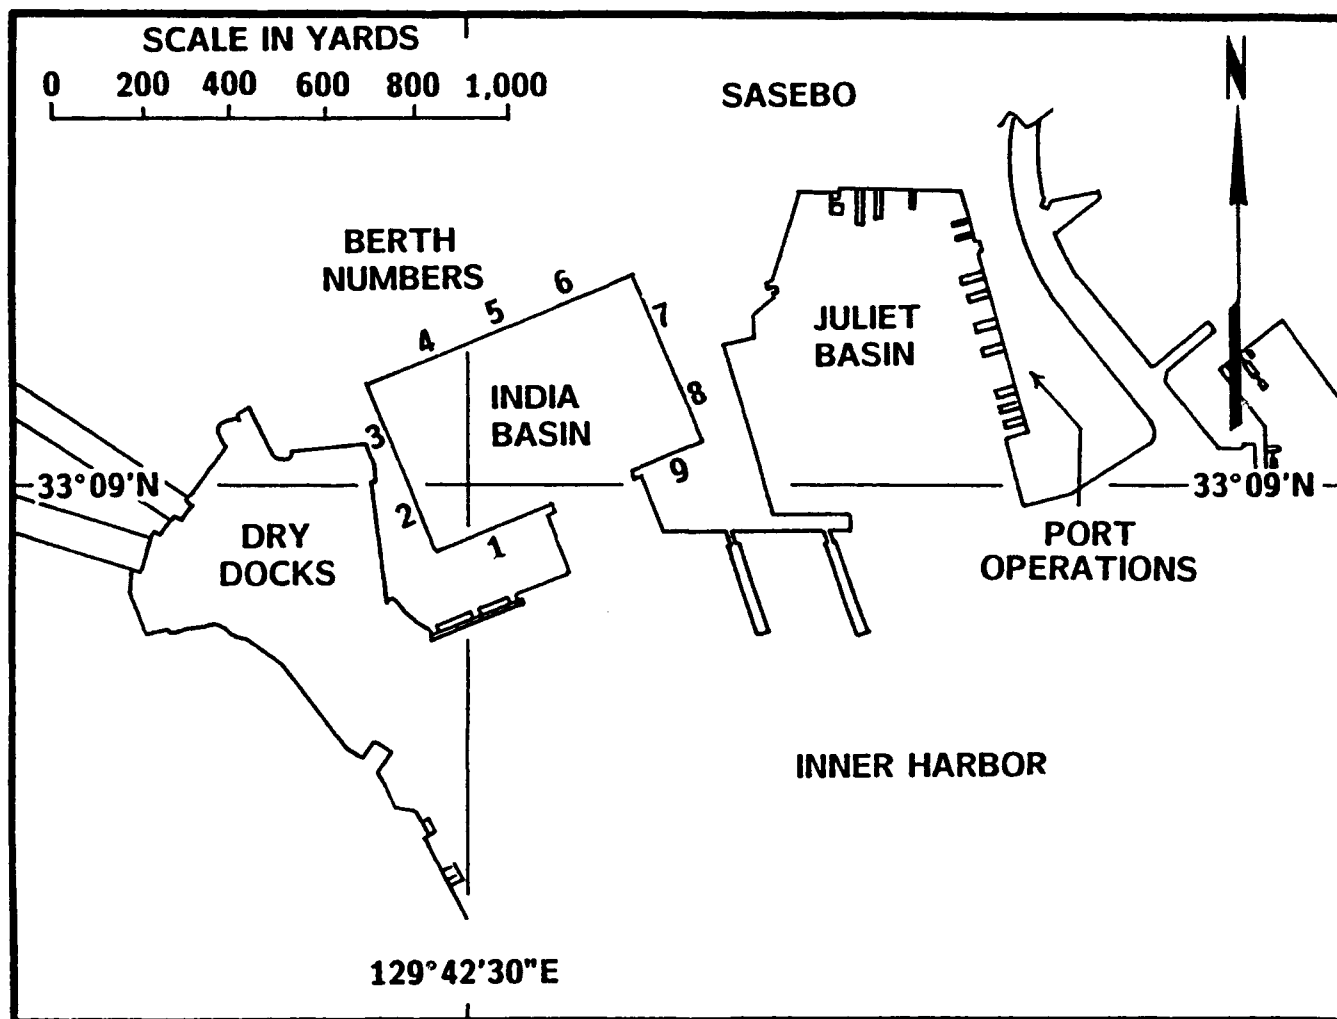 SCALE IN YARDS
0 200 400 600 800 1,000
SASEBO
N
BERTH
NUMBERS
6
5
4
7
JULIET
BASIN
8
INDIA
BASIN
3
9
33°09'N
33°09'N
2
1
DRY
DOCKS
PORT
OPERATIONS
INNER HARBOR
129°42'30"E